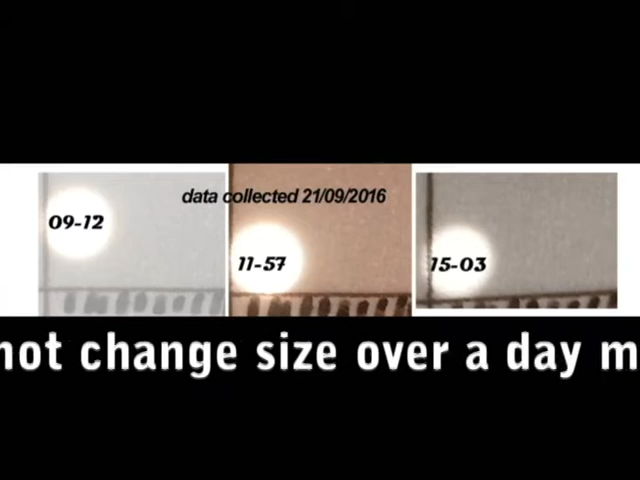 data collected 21/09/2016
09-12
11-57
15-03
not change size over a day m